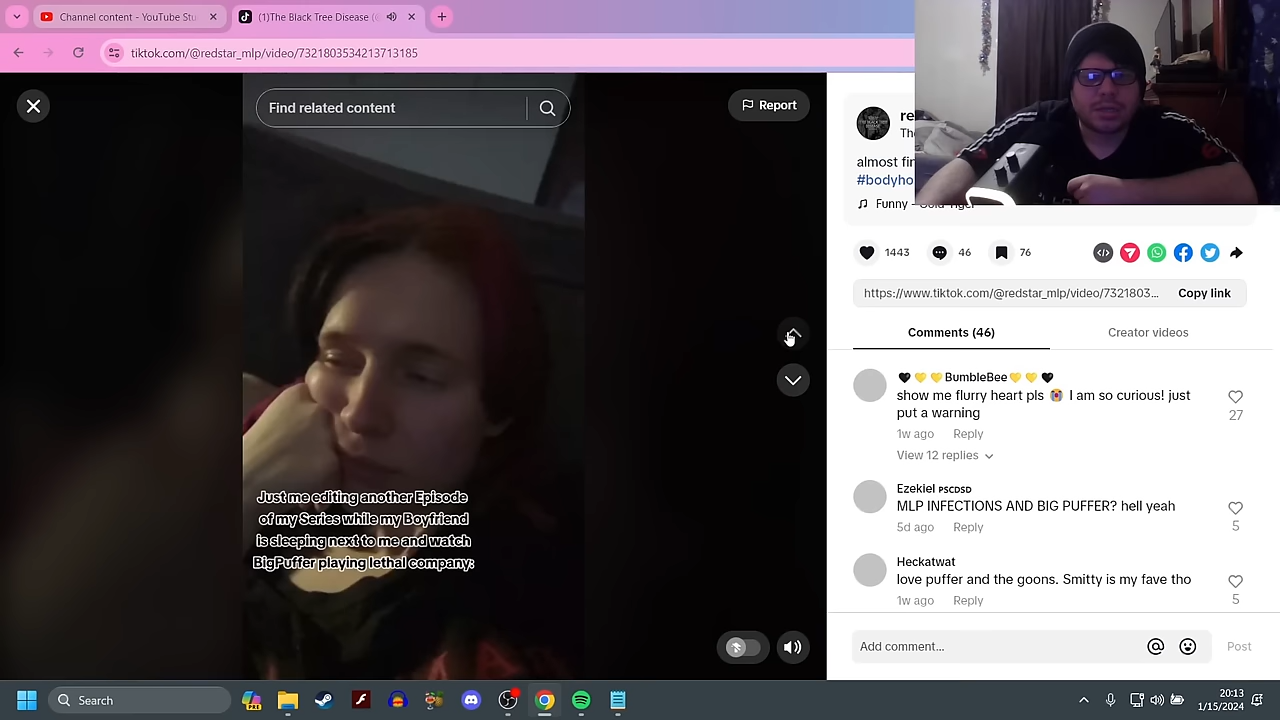 Channel content - YouTube Stu
(1)The Black Tree Disease (
tiktok.com/@redstar_mlp/video/7321803534213713185
Find related content
Report
re
The
almost fin
#bodyho
Funny -
1443
46
76
https://www.tiktok.com/@redstar_mlp/video/7321803...
Copy link
Comments (46)
Creator videos
🖤💛💛BumbleBee💛💛🖤
show me flurry heart pls 😭 I am so curious! just
put a warning
27
1w ago Reply
View 12 replies
Ezekiel PSCDSD
MLP INFECTIONS AND BIG PUFFER? hell yeah
5d ago Reply
5
Heckatwat
love puffer and the goons. Smitty is my fave tho
1w ago Reply
5
Just me editing another Episode
of my Series while my Boyfriend
is sleeping next to me and watch
BigPuffer playing lethal company:
Add comment...
Post
Search
20:13
1/15/2024